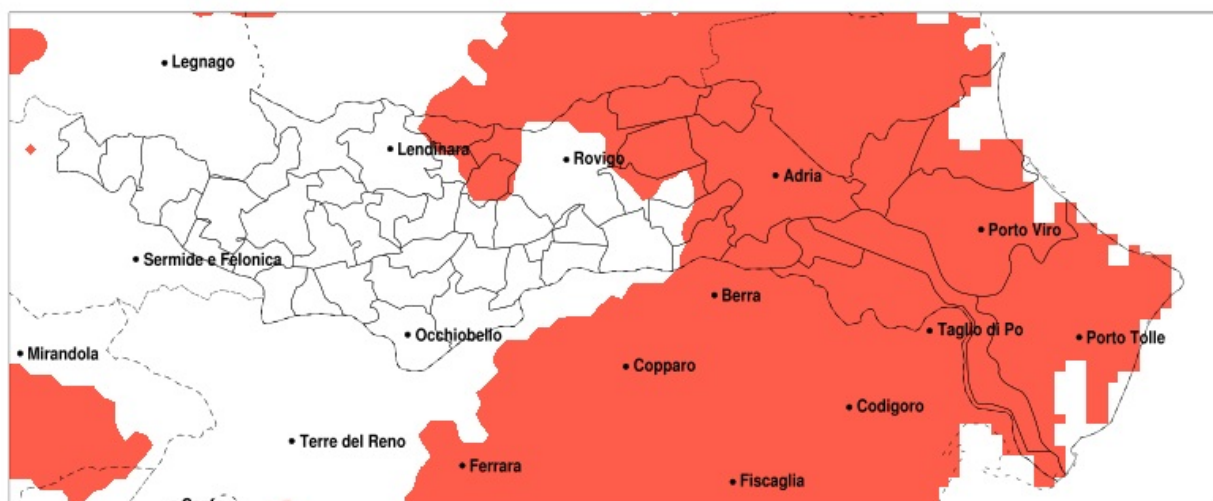 Legnago
Lendinara
Rovigo
Adria
Porto Viro
Sermide e Felonica
Berra
Occhiobello
Taglio di Po
Porto Tolle
Mirandola
Copparo
Codigoro
Terre del Reno
Ferrara
Fiscaglia